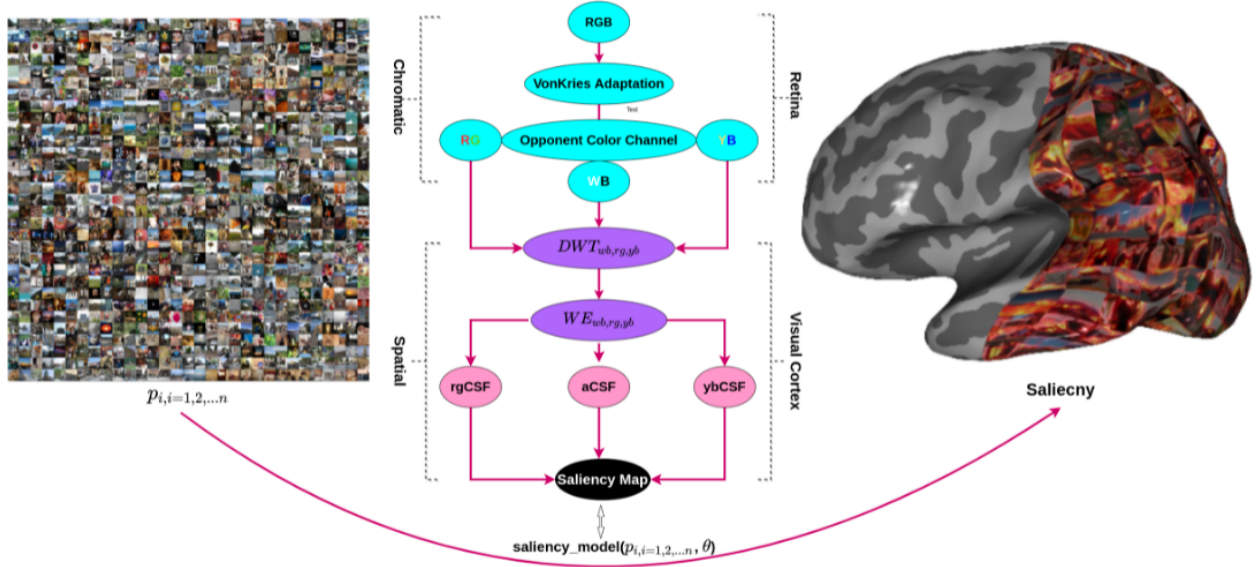 RGB
Chromatic
Retina
VonKries Adaptation
Test
RG
Opponent Color Channel
YB
WB
DWT_{wb,rg,yb}
WE_{wb,rg,yb}
Spatial
Visual Cortex
rgCSF
aCSF
ybCSF
p_{i,i=1,2,...n}
Saliecny
Saliency Map
saliency_model(p_{i,i=1,2,...n}, θ)